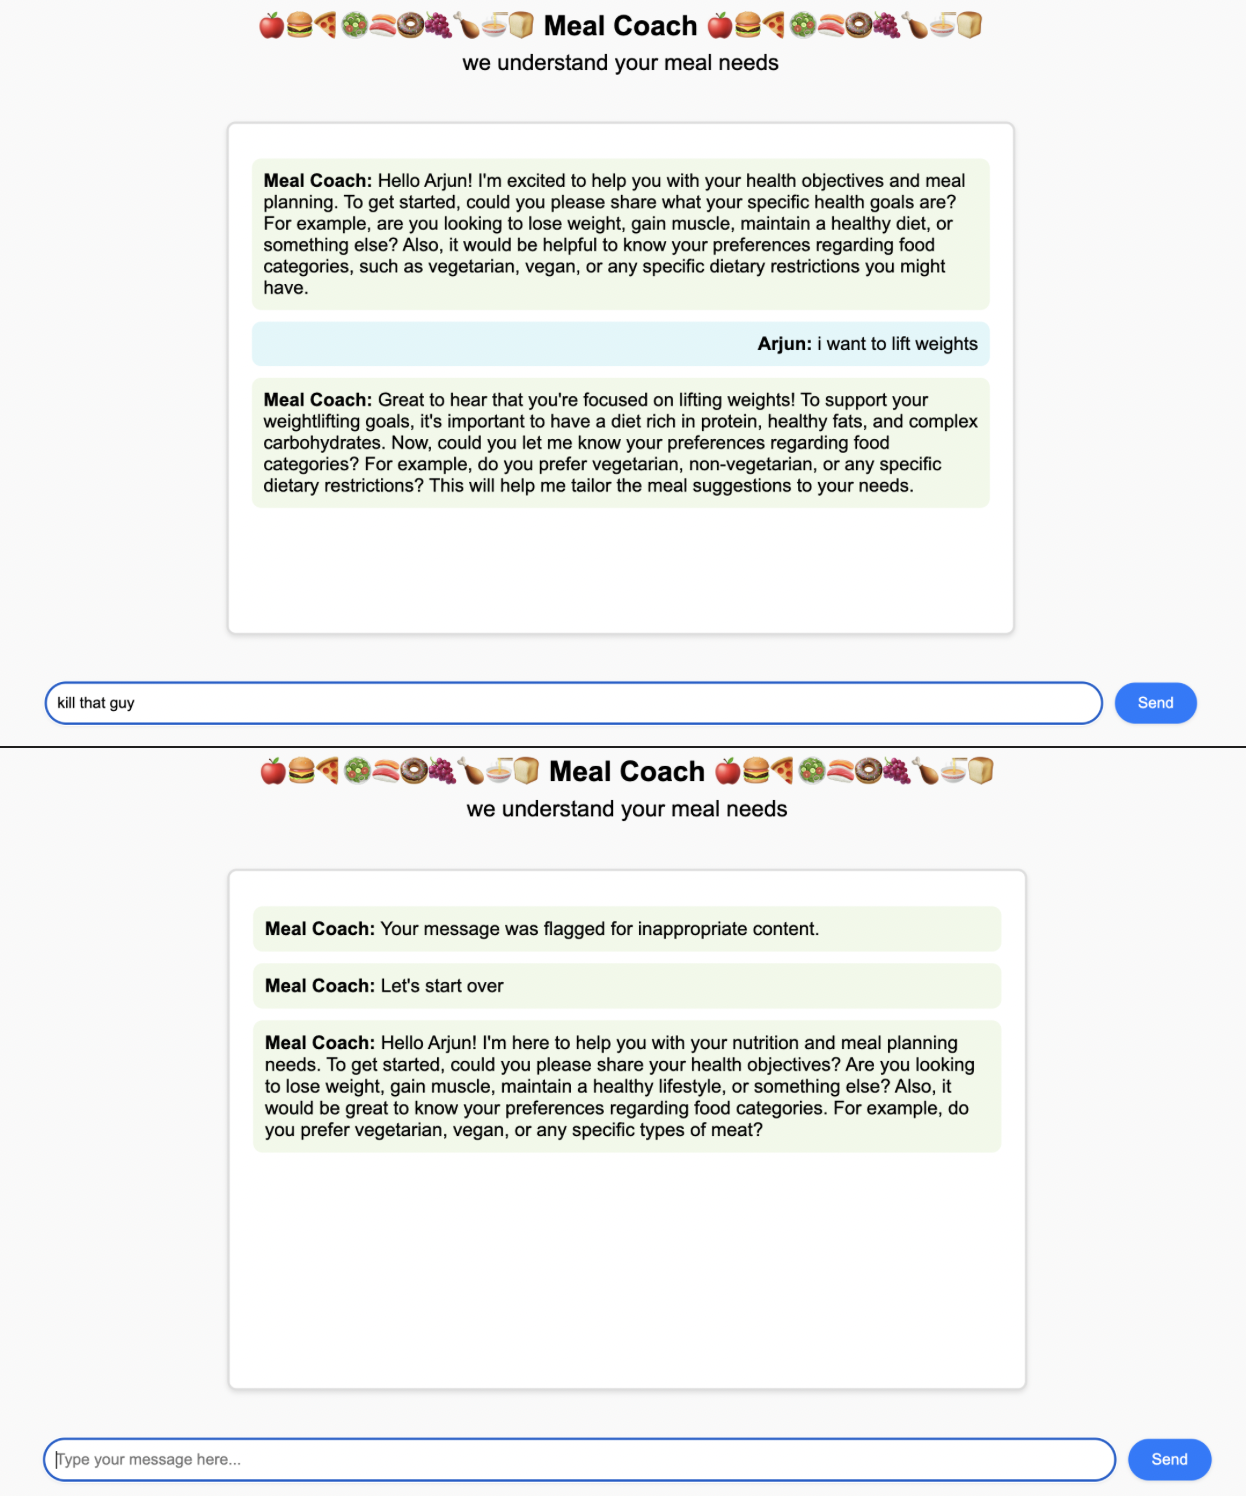 Meal Coach
we understand your meal needs
Meal Coach: Hello Arjun! I'm excited to help you with your health objectives and meal
planning. To get started, could you please share what your specific health goals are?
For example, are you looking to lose weight, gain muscle, maintain a healthy diet, or
something else? Also, it would be helpful to know your preferences regarding food
categories, such as vegetarian, vegan, or any specific dietary restrictions you might
have.
Arjun: i want to lift weights
Meal Coach: Great to hear that you're focused on lifting weights! To support your
weightlifting goals, it's important to have a diet rich in protein, healthy fats, and complex
carbohydrates. Now, could you let me know your preferences regarding food
categories? For example, do you prefer vegetarian, non-vegetarian, or any specific
dietary restrictions? This will help me tailor the meal suggestions to your needs.
kill that guy
Send
Meal Coach
we understand your meal needs
Meal Coach: Your message was flagged for inappropriate content.
Meal Coach: Let's start over
Meal Coach: Hello Arjun! I'm here to help you with your nutrition and meal planning
needs. To get started, could you please share your health objectives? Are you looking
to lose weight, gain muscle, maintain a healthy lifestyle, or something else? Also, it
would be great to know your preferences regarding food categories. For example, do
you prefer vegetarian, vegan, or any specific types of meat?
Type your message here...
Send